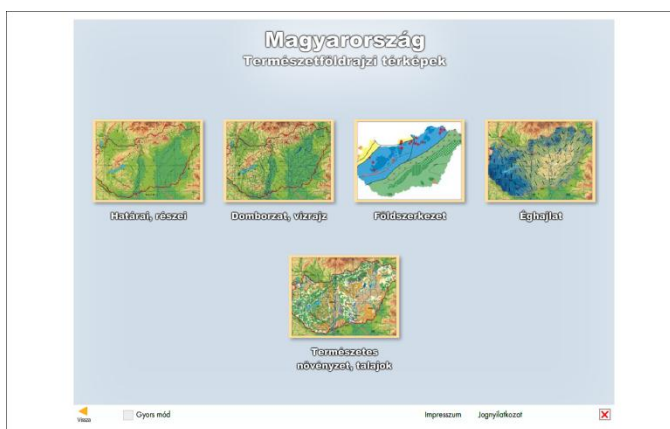 Magyarország
Természetföldrajzi térképek
Határai, részei
Domborzat, vízrajz
Földszerkezet
Éghajlat
Természetes
növényzet, talajok
Vissza
Gyors mód
Impresszum
Jognyilatkozat